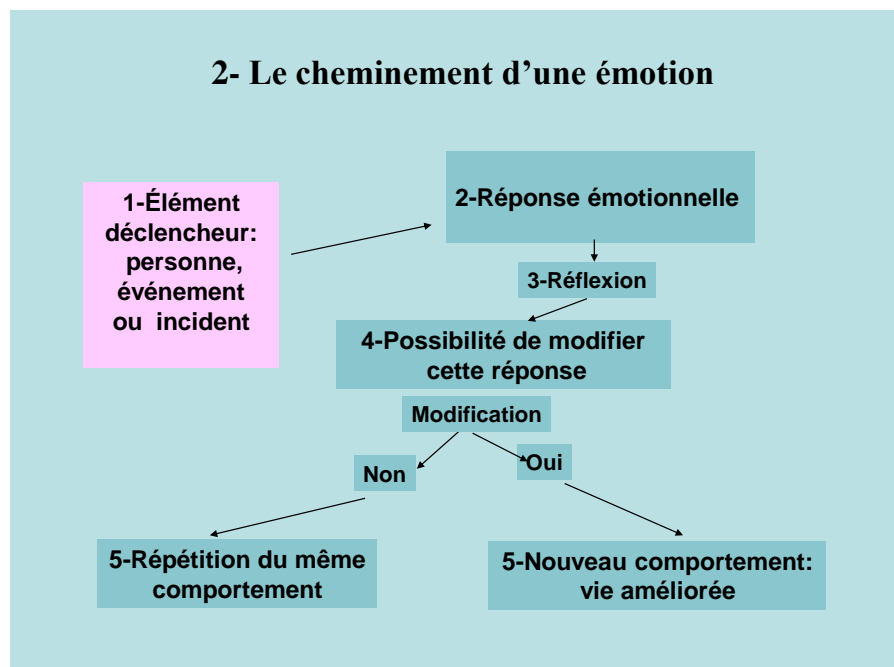 2- Le cheminement d’une émotion
1-Élément
déclencheur:
personne,
événement
ou incident
2-Réponse émotionnelle
3-Réflexion
4-Possibilité de modifier
cette réponse
Modification
Non
Oui
5-Répétition du même
comportement
5-Nouveau comportement:
vie améliorée